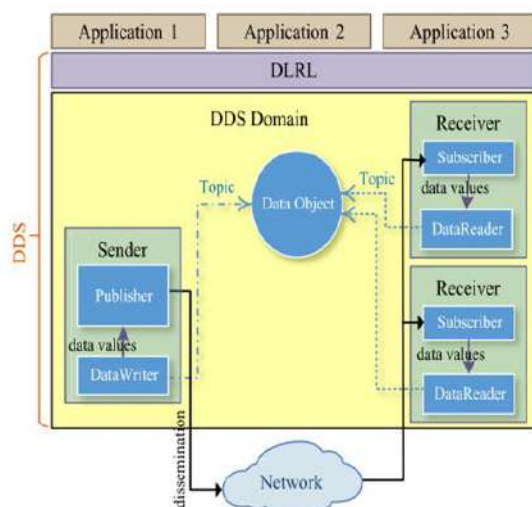 Application 1
Application 2
Application 3
DLRL
DDS Domain
DDS
Receiver
Subscriber
data values
DataReader
Topic
Topic
Data Object
Sender
Publisher
data values
DataWriter
Receiver
Subscriber
data values
DataReader
dissemination
Network